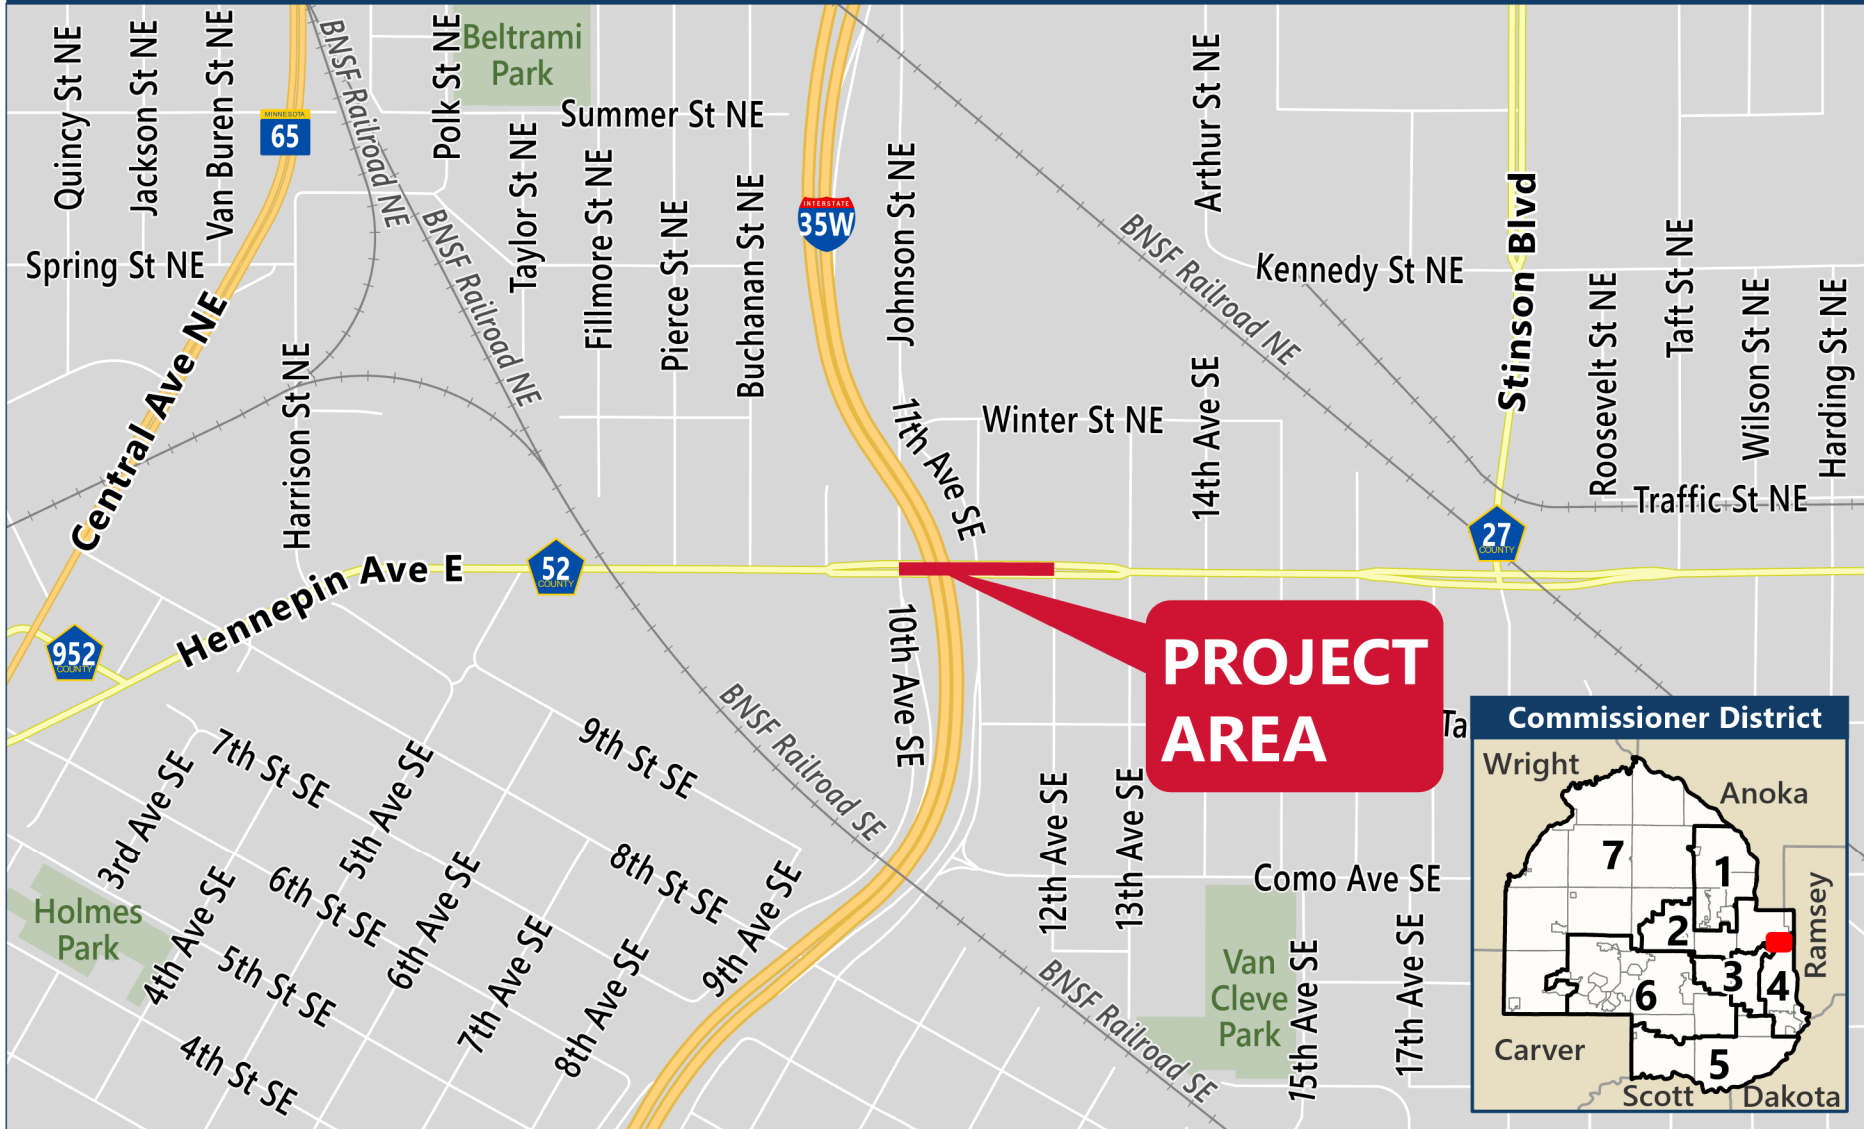 Quincy St NE
Jackson St NE
Van Buren St NE
MINNESOTA
65
BNSF Railroad NE
Polk St NE
Beltrami
Park
Summer St NE
Taylor St NE
Fillmore St NE
Pierce St NE
Buchanan St NE
INTERSTATE
35W
Johnson St NE
Arthur St NE
Stinson Blvd
Spring St NE
BNSF Railroad NE
BNSF Railroad NE
Kennedy St NE
Roosevelt St NE
Taft St NE
Wilson St NE
Harding St NE
Central Ave NE
Harrison St NE
11th Ave SE
Winter St NE
14th Ave SE
Traffic St NE
27
COUNTY
Hennepin Ave E
52
COUNTY
952
COUNTY
10th Ave SE
PROJECT
AREA
Ta
BNSF Railroad SE
9th St SE
7th St SE
3rd Ave SE
5th Ave SE
12th Ave SE
13th Ave SE
Como Ave SE
8th St SE
6th St SE
6th Ave SE
4th Ave SE
9th Ave SE
Holmes
Park
5th St SE
7th Ave SE
8th Ave SE
4th St SE
BNSF Railroad SE
Van
Cleve
Park
15th Ave SE
17th Ave SE
Commissioner District
Wright
Anoka
7
1
Ramsey
2
3
4
6
Carver
5
Scott
Dakota